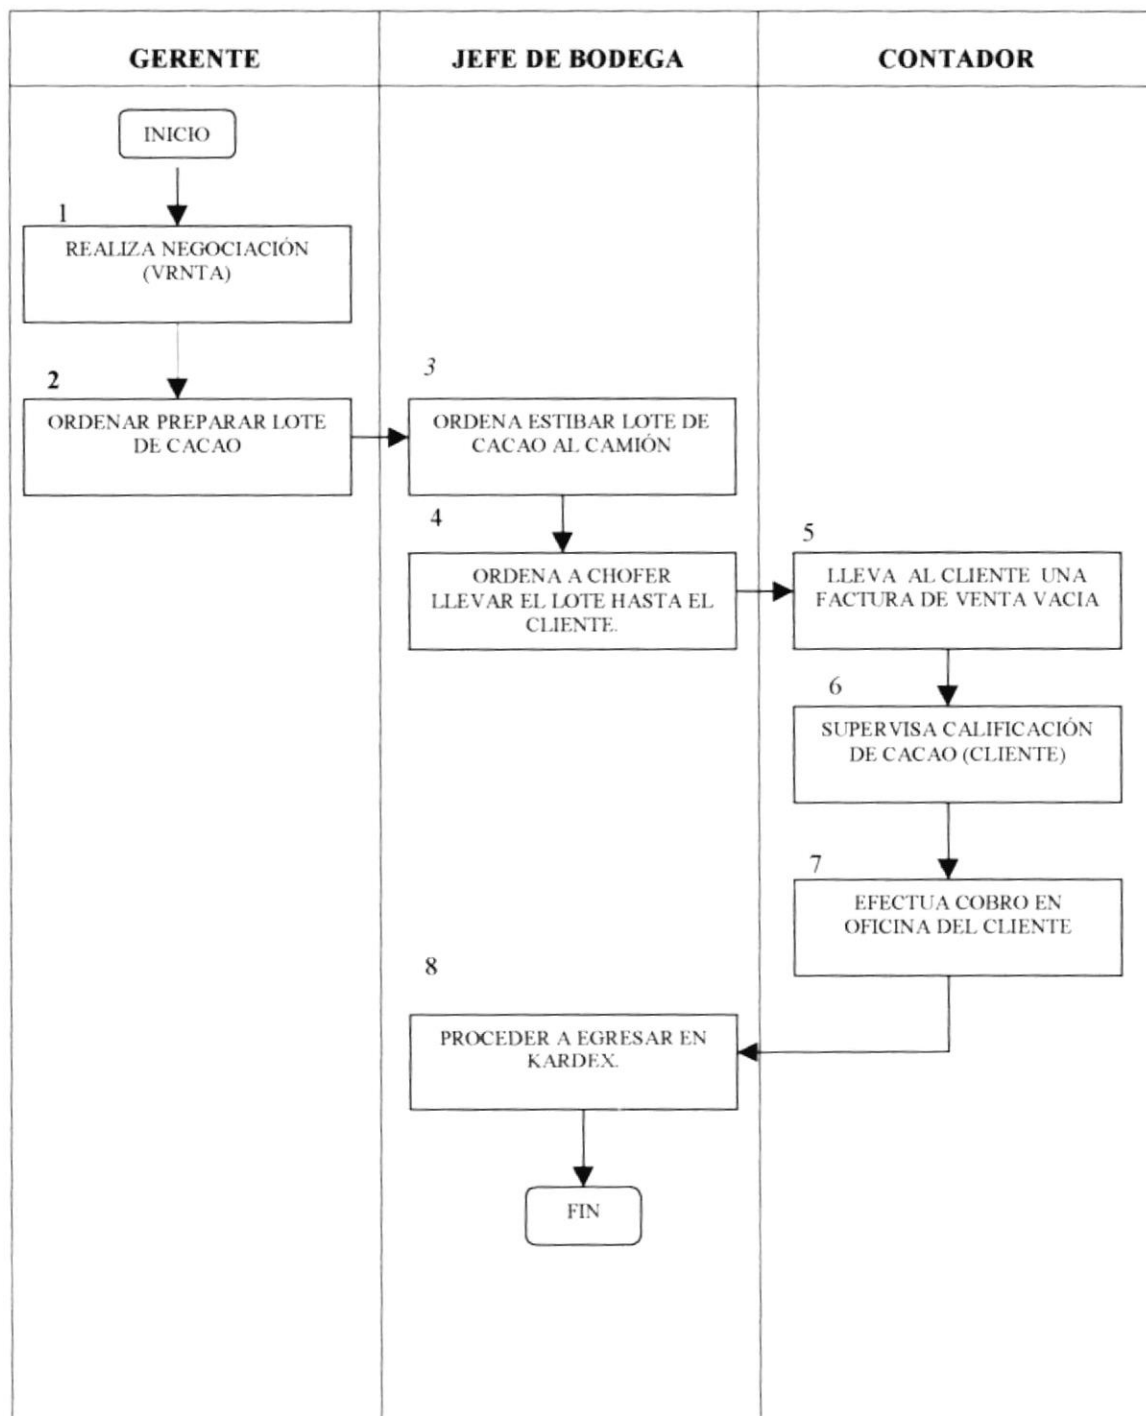 GERENTE
JEFE DE BODEGA
CONTADOR
INICIO
1
REALIZA NEGOCIACIÓN
(VRNTA)
2
ORDENAR PREPARAR LOTE
DE CACAO
3
ORDENA ESTIBAR LOTE DE
CACAO AL CAMIÓN
4
ORDENA A CHOFER
LLEVAR EL LOTE HASTA EL
CLIENTE.
5
LLEVA AL CLIENTE UNA
FACTURA DE VENTA VACIA
6
SUPERVISA CALIFICACIÓN
DE CACAO (CLIENTE)
7
EFECTUA COBRO EN
OFICINA DEL CLIENTE
8
PROCEDER A EGRESAR EN
KARDEX.
FIN